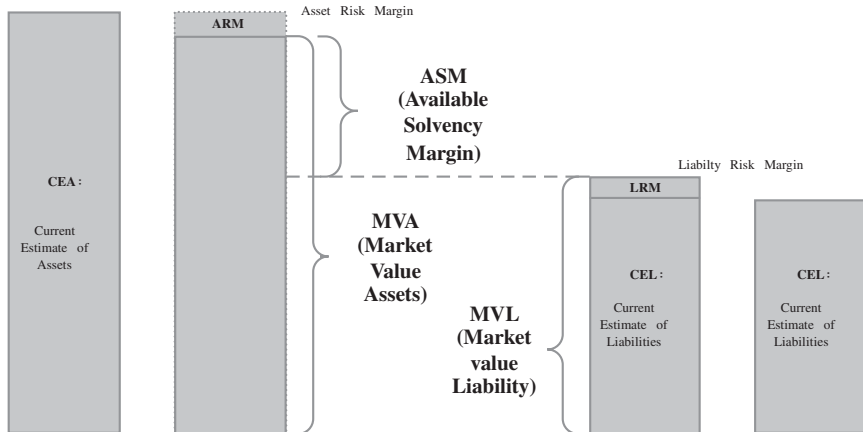 ARM
Asset Risk Margin
ASM
(Available
Solvency
Margin)
Liabilty Risk Margin
CEA:
Current
Estimate of
Assets
LRM
MVA
(Market
Value
Assets)
CEL:
Current
Estimate of
Liabilities
CEL:
Current
Estimate of
Liabilities
MVL
(Market
value
Liability)